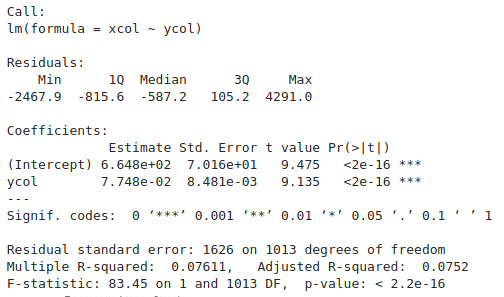 Call:
lm(formula = xcol ~ ycol)
Residuals:
    Min      1Q  Median      3Q     Max
-2467.9  -815.6  -587.2   105.2  4291.0
Coefficients:
             Estimate Std. Error t value Pr(>|t|)
(Intercept) 6.648e+02  7.016e+01   9.475   <2e-16 ***
ycol        7.748e-02  8.481e-03   9.135   <2e-16 ***
---
Signif. codes:  0 ‘***’ 0.001 ‘**’ 0.01 ‘*’ 0.05 ‘.’ 0.1 ‘ ’ 1
Residual standard error: 1626 on 1013 degrees of freedom
Multiple R-squared:  0.07611,   Adjusted R-squared:  0.0752
F-statistic: 83.45 on 1 and 1013 DF,  p-value: < 2.2e-16